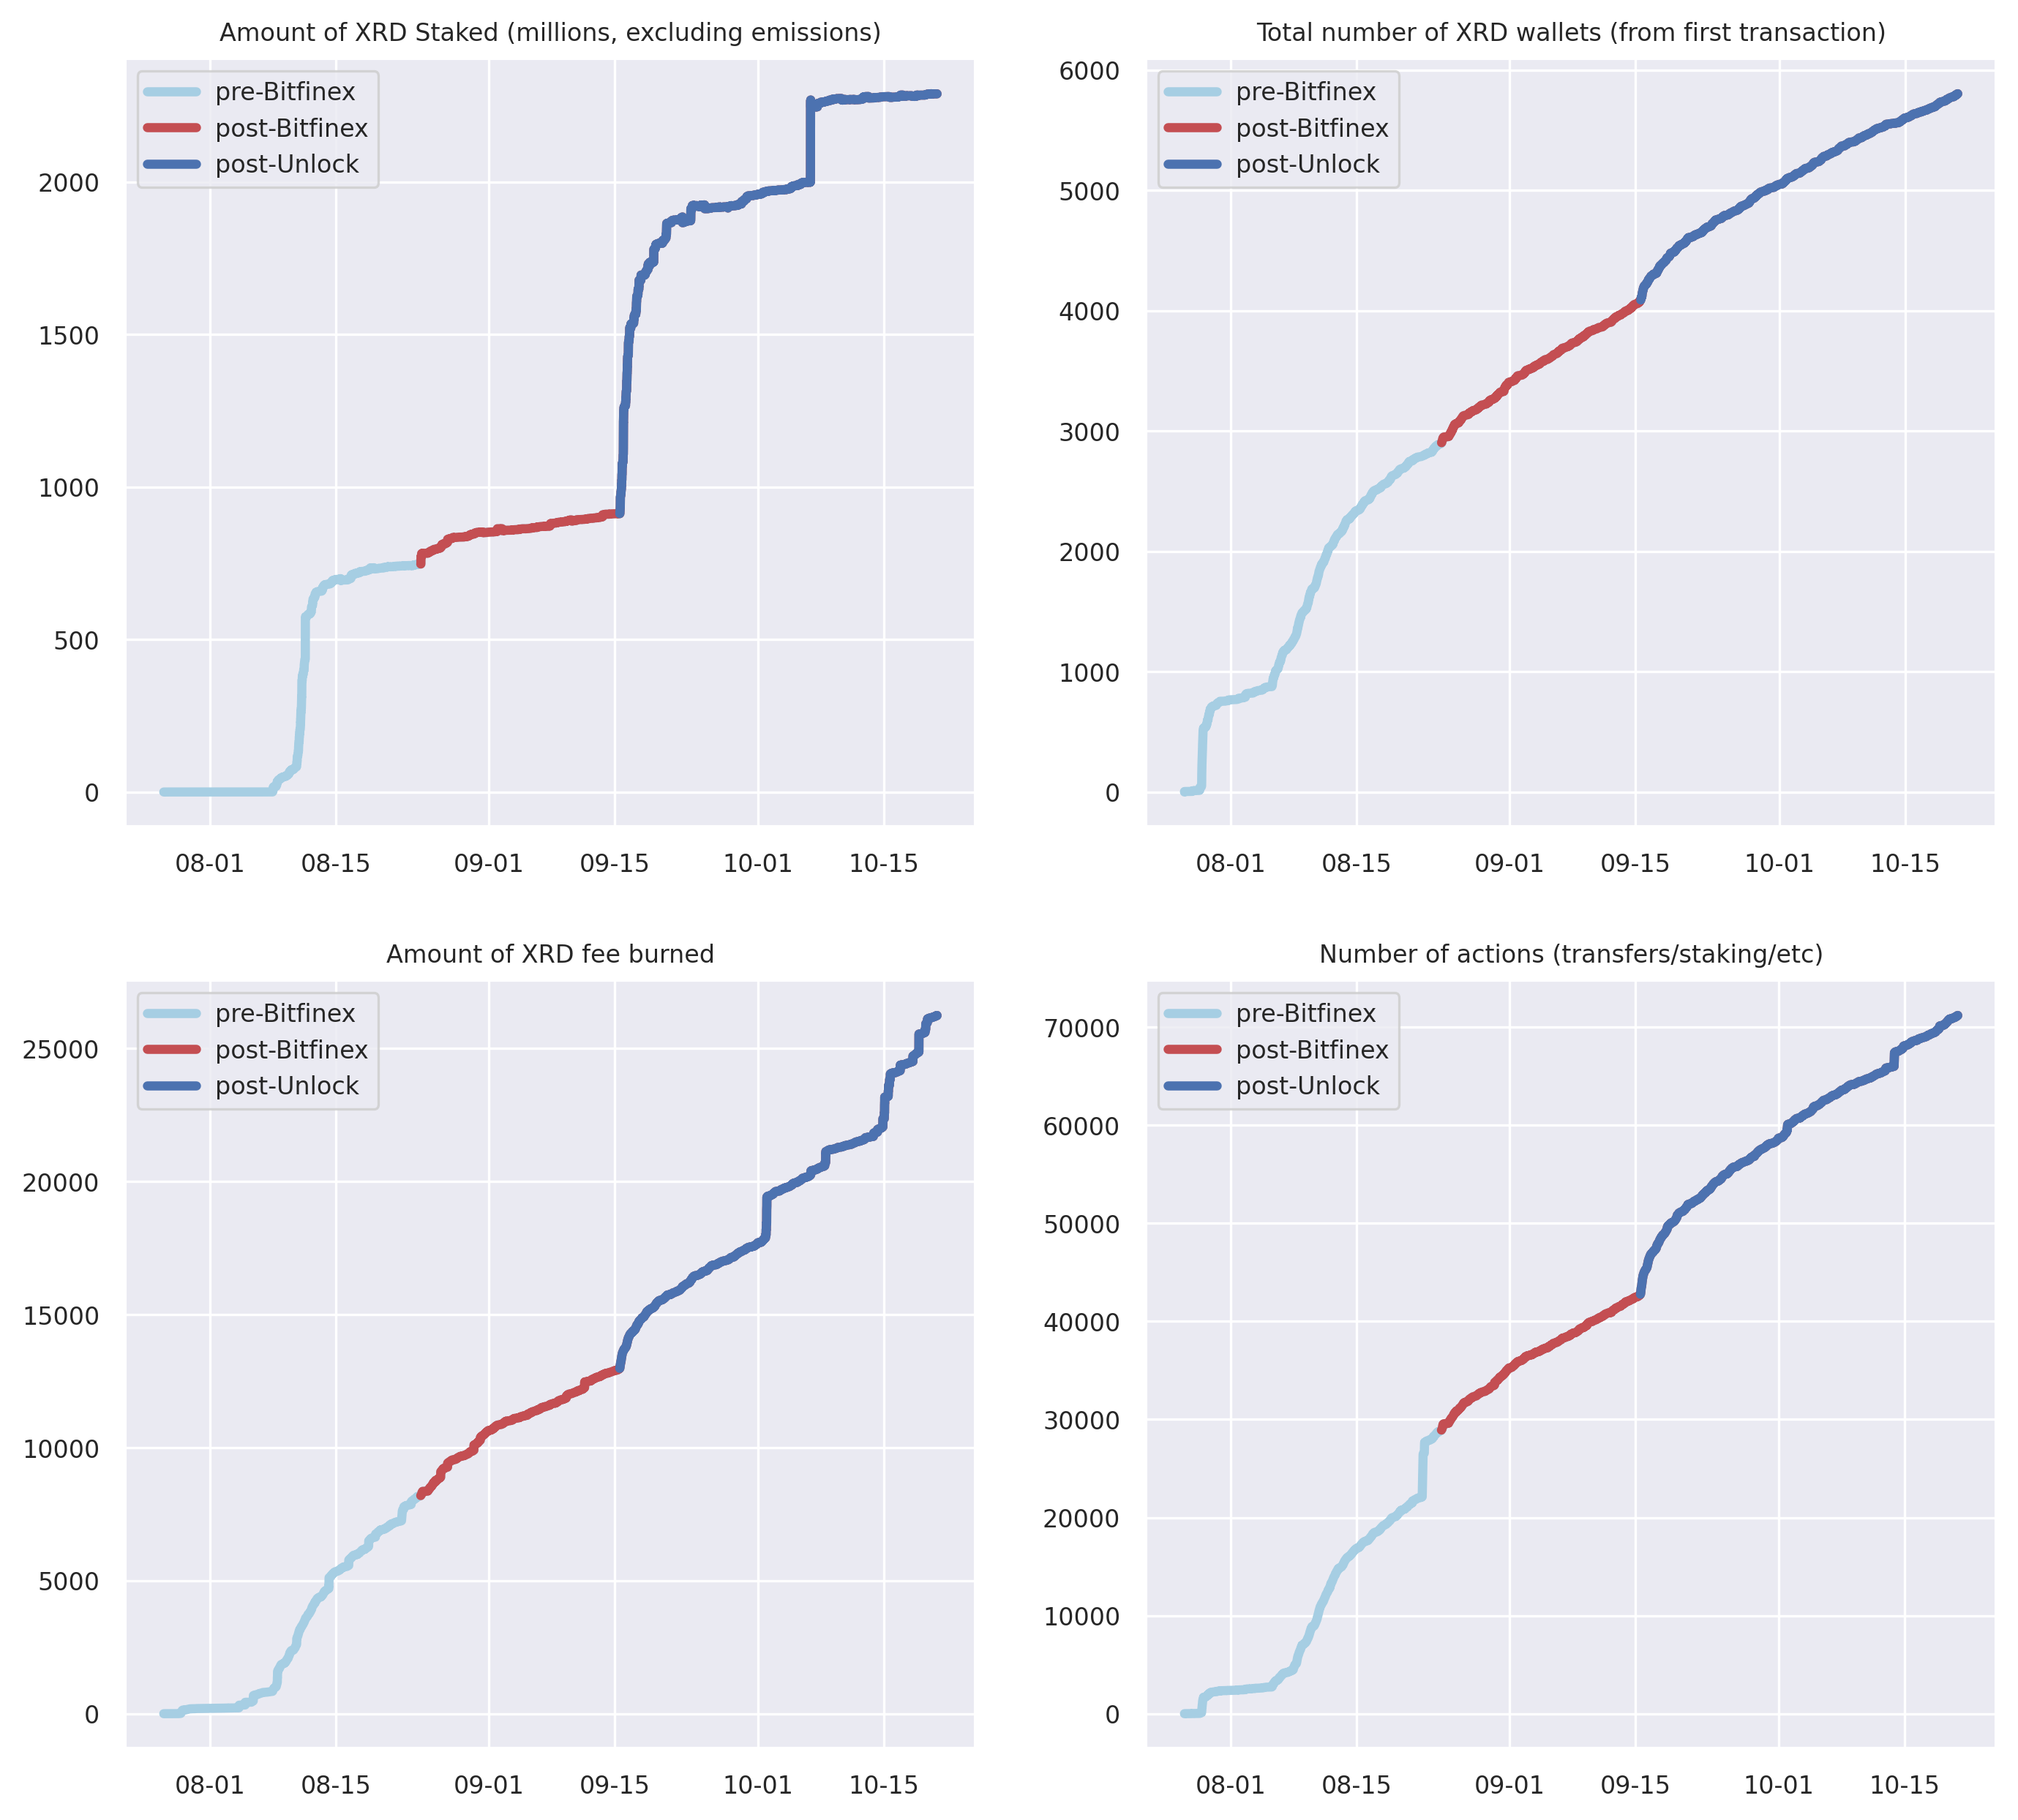 Amount of XRD Staked (millions, excluding emissions)
pre-Bitfinex
post-Bitfinex
post-Unlock
2000
1500
1000
500
0
08-01 08-15 09-01 09-15 10-01 10-15
Total number of XRD wallets (from first transaction)
pre-Bitfinex
post-Bitfinex
post-Unlock
6000
5000
4000
3000
2000
1000
0
08-01 08-15 09-01 09-15 10-01 10-15
Amount of XRD fee burned
pre-Bitfinex
post-Bitfinex
post-Unlock
25000
20000
15000
10000
5000
0
08-01 08-15 09-01 09-15 10-01 10-15
Number of actions (transfers/staking/etc)
pre-Bitfinex
post-Bitfinex
post-Unlock
70000
60000
50000
40000
30000
20000
10000
0
08-01 08-15 09-01 09-15 10-01 10-15